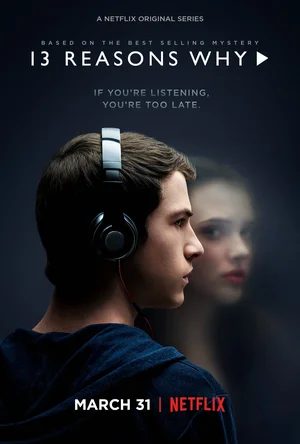 A NETFLIX ORIGINAL SERIES
BASED ON THE BEST SELLING MYSTERY
13 REASONS WHY
IF YOU'RE LISTENING,
YOU'RE TOO LATE.
MARCH 31 | NETFLIX